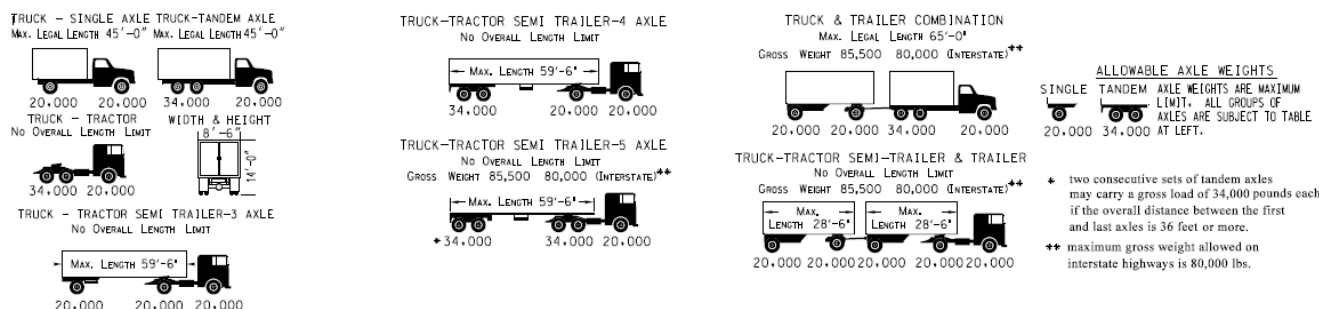 TRUCK - SINGLE AXLE
MAX. LEGAL LENGTH 45'-0"
20,000 20,000
TRUCK-TANDEM AXLE
MAX. LEGAL LENGTH 45'-0"
34,000 20,000
TRUCK - TRACTOR
NO OVERALL LENGTH LIMIT
34,000 20,000
WIDTH & HEIGHT
8'-6"
14'-0"
TRUCK - TRACTOR SEMI TRAILER-3 AXLE
NO OVERALL LENGTH LIMIT
MAX. LENGTH 59'-6"
20,000 20,000 20,000
TRUCK-TRACTOR SEMI TRAILER-4 AXLE
NO OVERALL LENGTH LIMIT
MAX. LENGTH 59'-6"
34,000 20,000 20,000
TRUCK-TRACTOR SEMI TRAILER-5 AXLE
NO OVERALL LENGTH LIMIT
GROSS WEIGHT 85,500 80,000 (INTERSTATE)**
MAX. LENGTH 59'-6"
*34,000 34,000 20,000
TRUCK & TRAILER COMBINATION
MAX. LEGAL LENGTH 65'-0"
GROSS WEIGHT 85,500 80,000 (INTERSTATE)**
20,000 20,000 34,000 20,000
TRUCK-TRACTOR SEMI-TRAILER & TRAILER
NO OVERALL LENGTH LIMIT
GROSS WEIGHT 85,500 80,000 (INTERSTATE)**
MAX. LENGTH 28'-6"
MAX. LENGTH 28'-6"
20,000 20,000 20,000 20,000 20,000
ALLOWABLE AXLE WEIGHTS
SINGLE TANDEM
20,000 34,000
AXLE WEIGHTS ARE MAXIMUM
LIMIT. ALL GROUPS OF
AXLES ARE SUBJECT TO TABLE
AT LEFT.
* two consecutive sets of tandem axles
may carry a gross load of 34,000 pounds each
if the overall distance between the first
and last axles is 36 feet or more.
** maximum gross weight allowed on
interstate highways is 80,000 lbs.